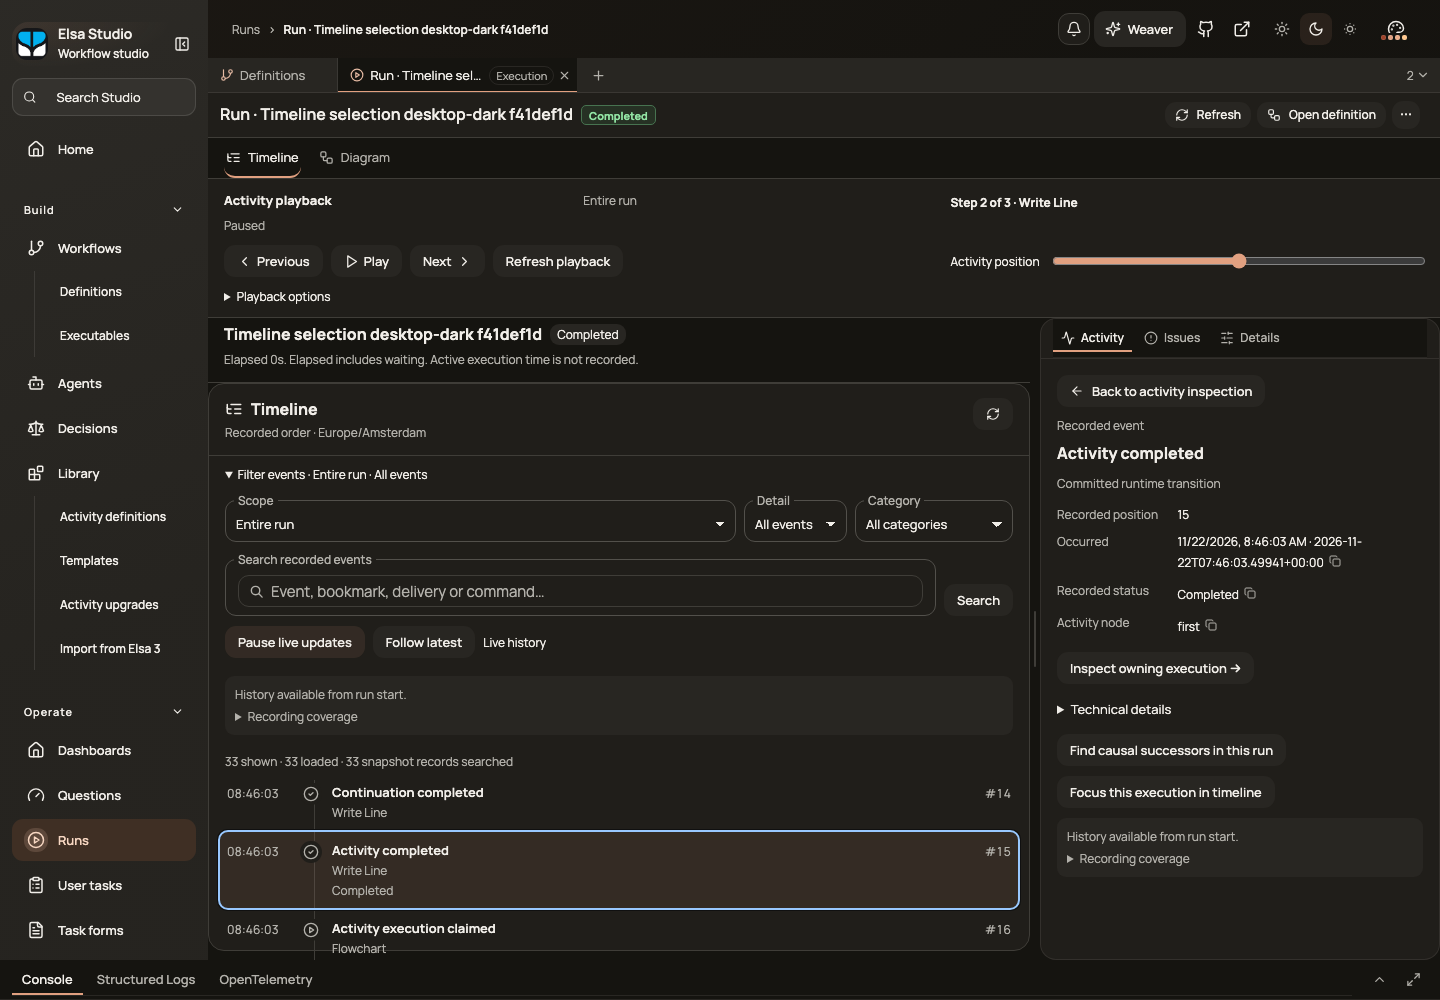 Elsa Studio
Workflow studio
Search Studio
Home
Build
Workflows
Definitions
Executables
Agents
Decisions
Library
Activity definitions
Templates
Activity upgrades
Import from Elsa 3
Operate
Dashboards
Questions
Runs
User tasks
Task forms
Runs › Run · Timeline selection desktop-dark f41def1d
Weaver
Definitions
Run · Timeline sel... Execution
2
Run · Timeline selection desktop-dark f41def1d Completed
Refresh
Open definition
Timeline
Diagram
Activity playback
Entire run
Step 2 of 3 · Write Line
Paused
Previous
Play
Next
Refresh playback
Activity position
Playback options
Timeline selection desktop-dark f41def1d Completed
Elapsed 0s. Elapsed includes waiting. Active execution time is not recorded.
Timeline
Recorded order · Europe/Amsterdam
Filter events · Entire run · All events
Scope
Entire run
Detail
All events
Category
All categories
Search recorded events
Event, bookmark, delivery or command...
Search
Pause live updates
Follow latest
Live history
History available from run start.
Recording coverage
33 shown · 33 loaded · 33 snapshot records searched
08:46:03 Continuation completed #14
Write Line
08:46:03 Activity completed #15
Write Line
Completed
08:46:03 Activity execution claimed #16
Flowchart
Activity
Issues
Details
Back to activity inspection
Recorded event
Activity completed
Committed runtime transition
Recorded position 15
Occurred 11/22/2026, 8:46:03 AM · 2026-11-
22T07:46:03.49941+00:00
Recorded status Completed
Activity node first
Inspect owning execution →
Technical details
Find causal successors in this run
Focus this execution in timeline
History available from run start.
Recording coverage
Console
Structured Logs
OpenTelemetry